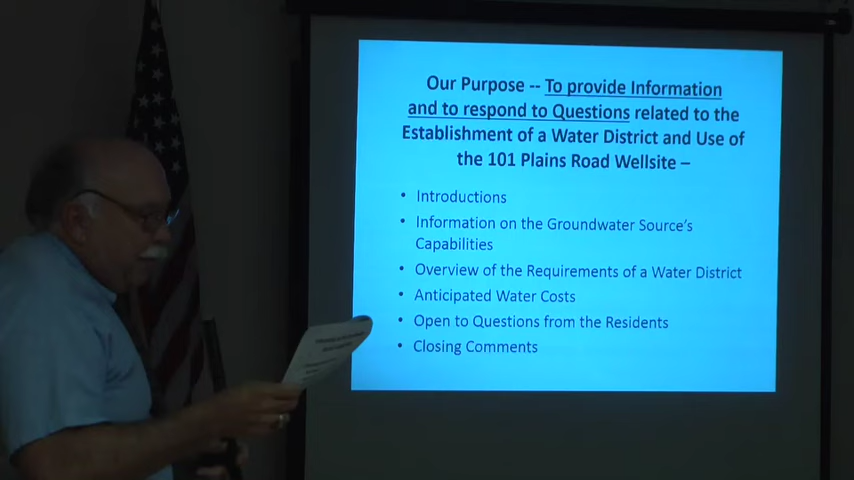 Our Purpose -- To provide Information
and to respond to Questions related to the
Establishment of a Water District and Use of
the 101 Plains Road Wellsite –
• Introductions
• Information on the Groundwater Source's
Capabilities
• Overview of the Requirements of a Water District
• Anticipated Water Costs
• Open to Questions from the Residents
• Closing Comments